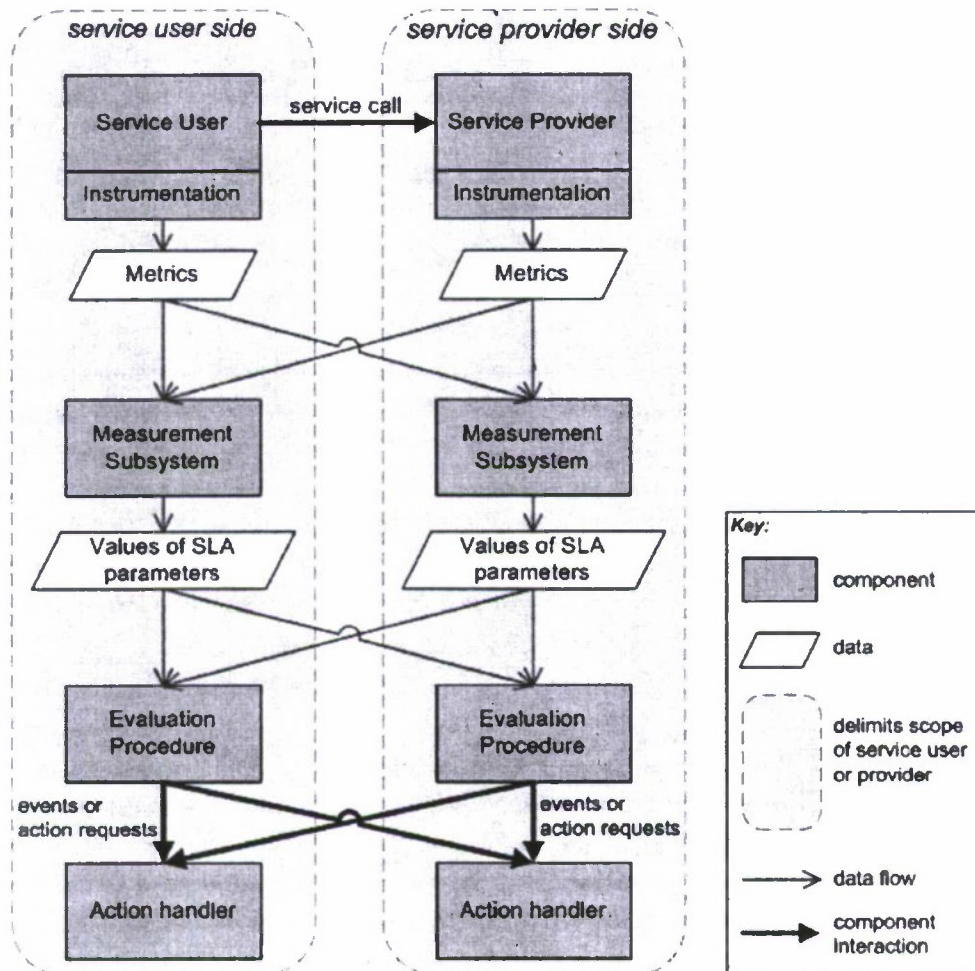 service user side
service provider side
Service User
service call
Service Provider
Instrumentation
Instrumentation
Metrics
Metrics
Measurement
Subsystem
Measurement
Subsystem
Values of SLA
parameters
Values of SLA
parameters
Evaluation
Procedure
Evaluation
Procedure
events or
action requests
events or
action requests
Action handler
Action handler
Key:
component
data
delimits scope
of service user
or provider
data flow
component
Interaction